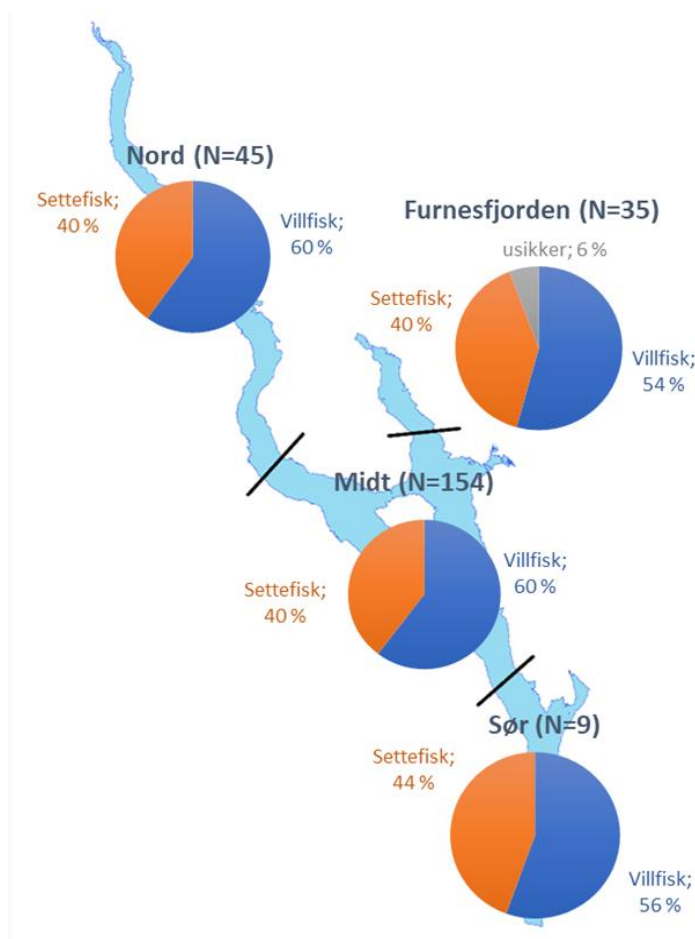 Nord (N=45)
Settefisk;
40 %
Villfisk;
60 %
Furnesfjorden (N=35)
usikker; 6 %
Settefisk;
40 %
Villfisk;
54 %
Midt (N=154)
Settefisk;
40 %
Villfisk;
60 %
Sør (N=9)
Settefisk;
44 %
Villfisk;
56 %